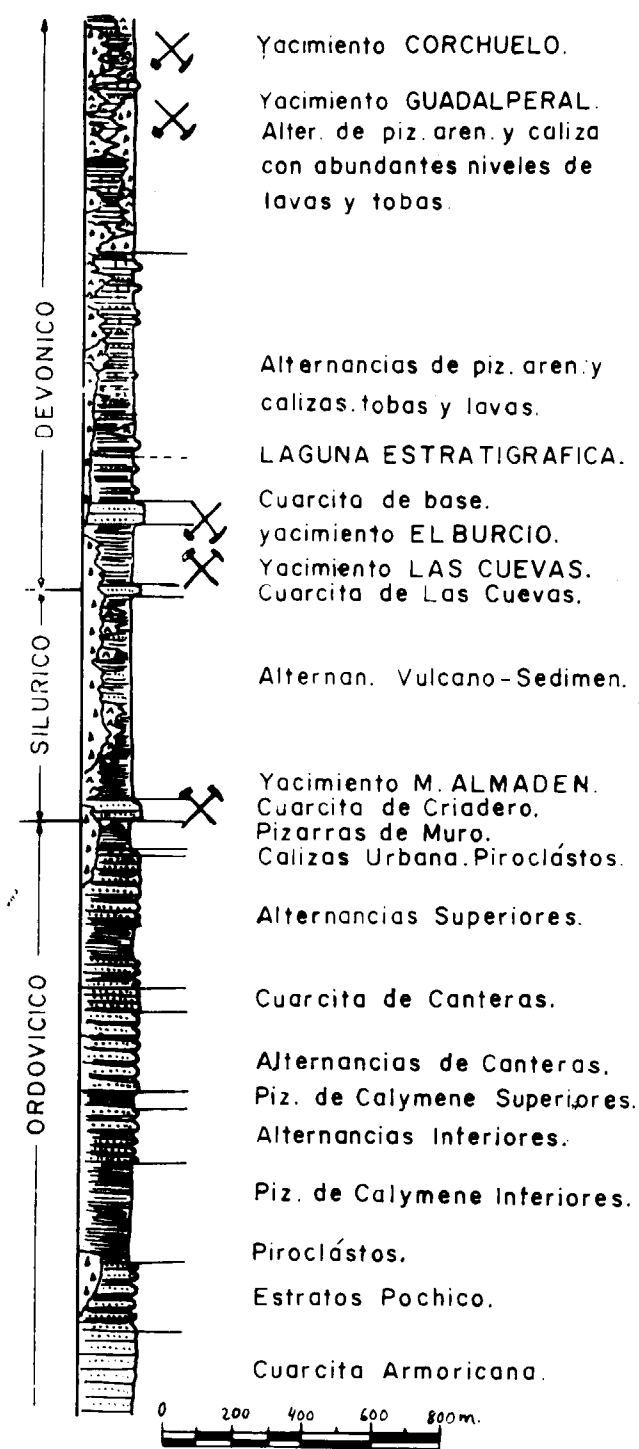 Yacimiento CORCHUELO.
Yacimiento GUADALPERAL.
Alter. de piz. aren. y caliza
con abundantes niveles de
lavas y tobas.
DEVONICO
Alternancias de piz. aren. y
calizas. tobas y lavas.
LAGUNA ESTRATIGRAFICA.
Cuarcita de base.
yacimiento EL BURCIO.
Yacimiento LAS CUEVAS.
Cuarcita de Las Cuevas.
SILURICO
Alternan. Vulcano-Sedimen.
Yacimiento M. ALMADEN.
Cuarcita de Criadero.
Pizarras de Muro.
Calizas Urbana. Piroclástos.
ORDOVICICO
Alternancias Superiores.
Cuarcita de Canteras.
Alternancias de Canteras.
Piz. de Calymene Superiores.
Alternancias Inferiores.
Piz. de Calymene Inferiores.
Piroclástos.
Estratos Pochico.
Cuarcita Armoricana.
0 200 400 600 800 m.